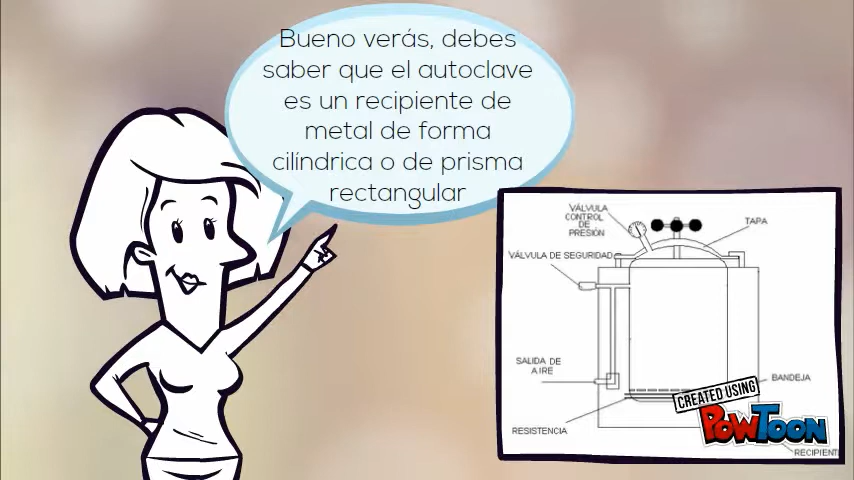 Bueno verás, debes
saber que el autoclave
es un recipiente de
metal de forma
cilíndrica o de prisma
rectangular
VÁLVULA
CONTROL
DE
PRESIÓN
TAPA
VÁLVULA DE SEGURIDAD
SALIDA DE
AIRE
BANDEJA
RESISTENCIA
RECIPIENT
CREATED USING
POWTOON